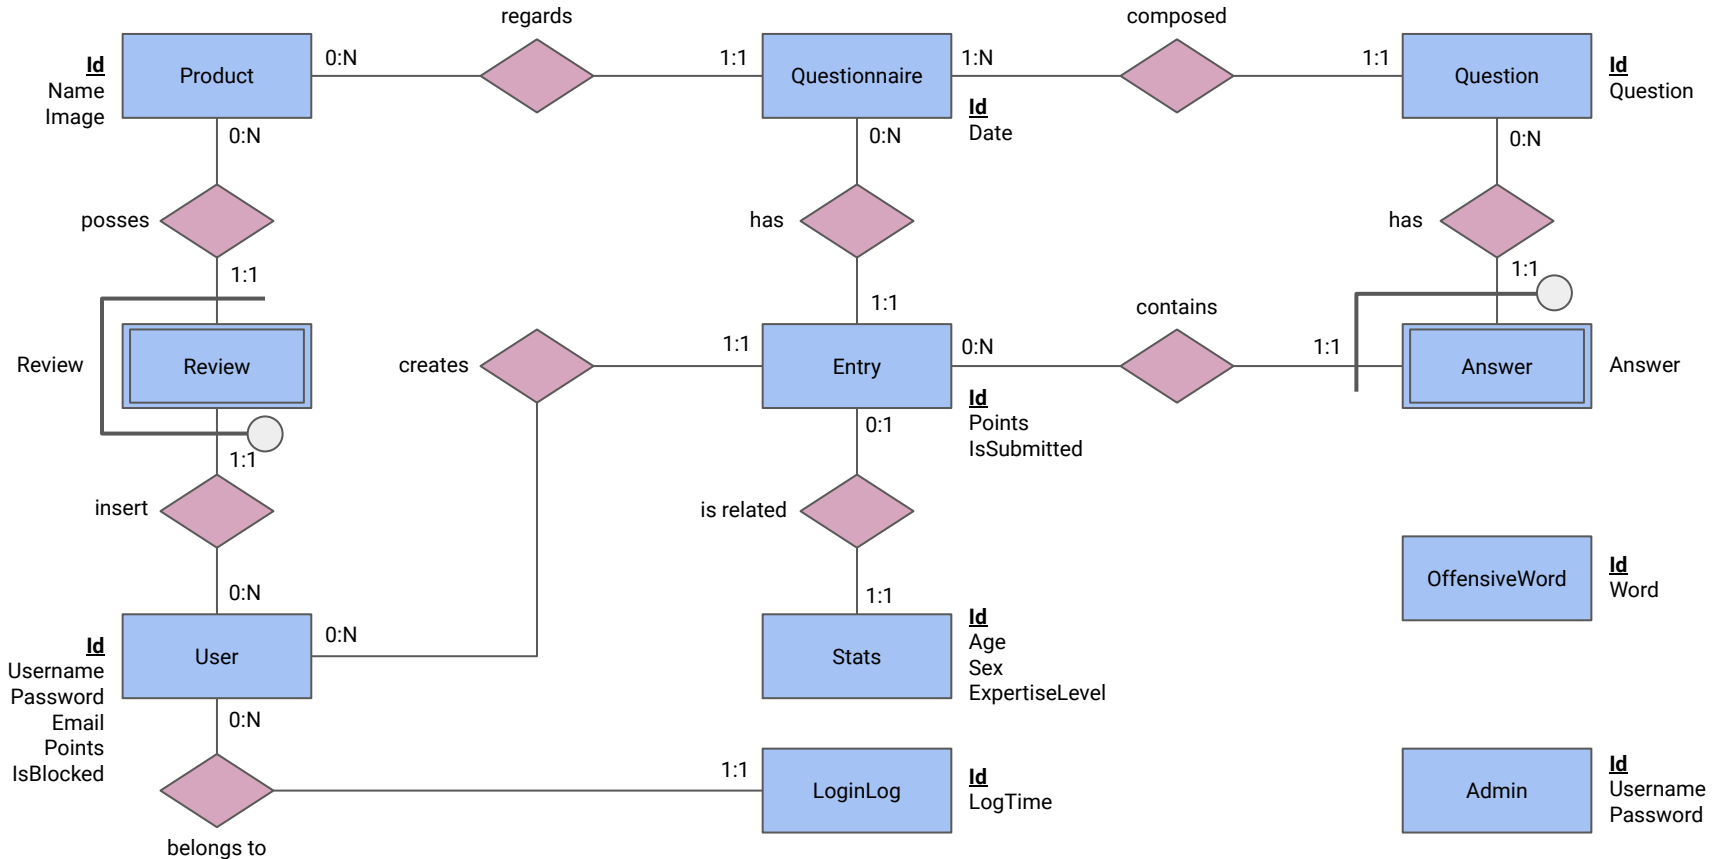 regards
composed
Id
Name
Image
Product
0:N
1:1
Questionnaire
1:N
1:1
Question
Id
Question
Id
Date
0:N
0:N
0:N
posses
has
has
1:1
1:1
1:1
contains
Review
Review
creates
1:1
Entry
0:N
1:1
Answer
Answer
Id
Points
IsSubmitted
1:1
0:1
insert
is related
0:N
1:1
OffensiveWord
Id
Word
Id
Username
Password
Email
Points
IsBlocked
User
0:N
Stats
Id
Age
Sex
ExpertiseLevel
0:N
1:1
LoginLog
Id
LogTime
Admin
Id
Username
Password
belongs to